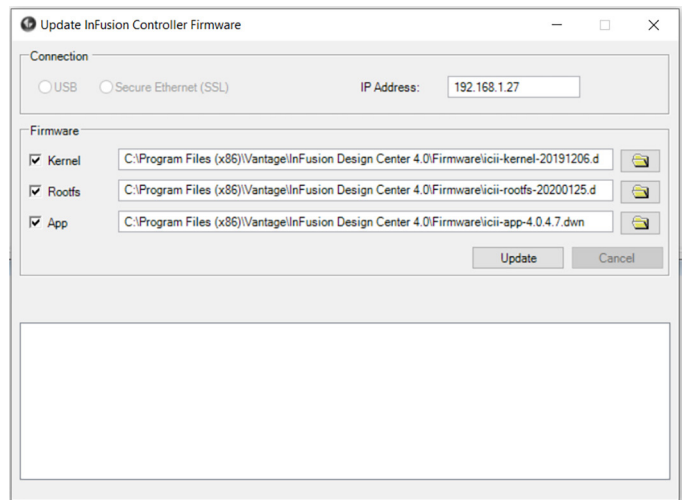 Update InFusion Controller Firmware
Connection
USB Secure Ethernet (SSL) IP Address: 192.168.1.27
Firmware
Kernel C:\Program Files (x86)\Vantage\InFusion Design Center 4.0\Firmware\icii-kernel-20191206.d
Rootfs C:\Program Files (x86)\Vantage\InFusion Design Center 4.0\Firmware\icii-rootfs-20200125.d
App C:\Program Files (x86)\Vantage\InFusion Design Center 4.0\Firmware\icii-app-4.0.4.7.dwn
Update Cancel